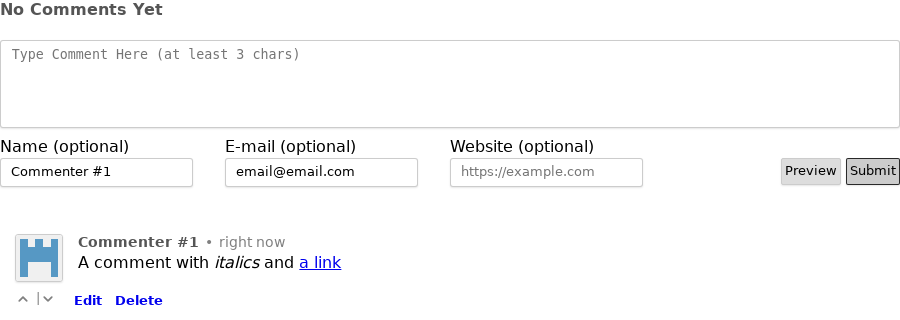 No Comments Yet
Type Comment Here (at least 3 chars)
Name (optional) E-mail (optional) Website (optional)
Commenter #1 email@email.com https://example.com Preview Submit
Commenter #1 • right now
A comment with italics and a link
| Edit Delete